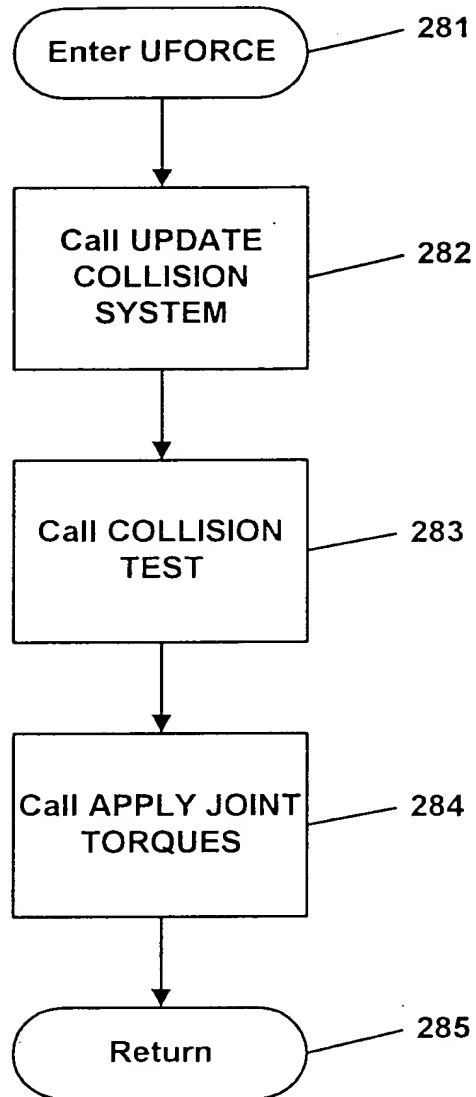 Enter UFORCE
281
Call UPDATE
COLLISION
SYSTEM
282
Call COLLISION
TEST
283
Call APPLY JOINT
TORQUES
284
Return
285